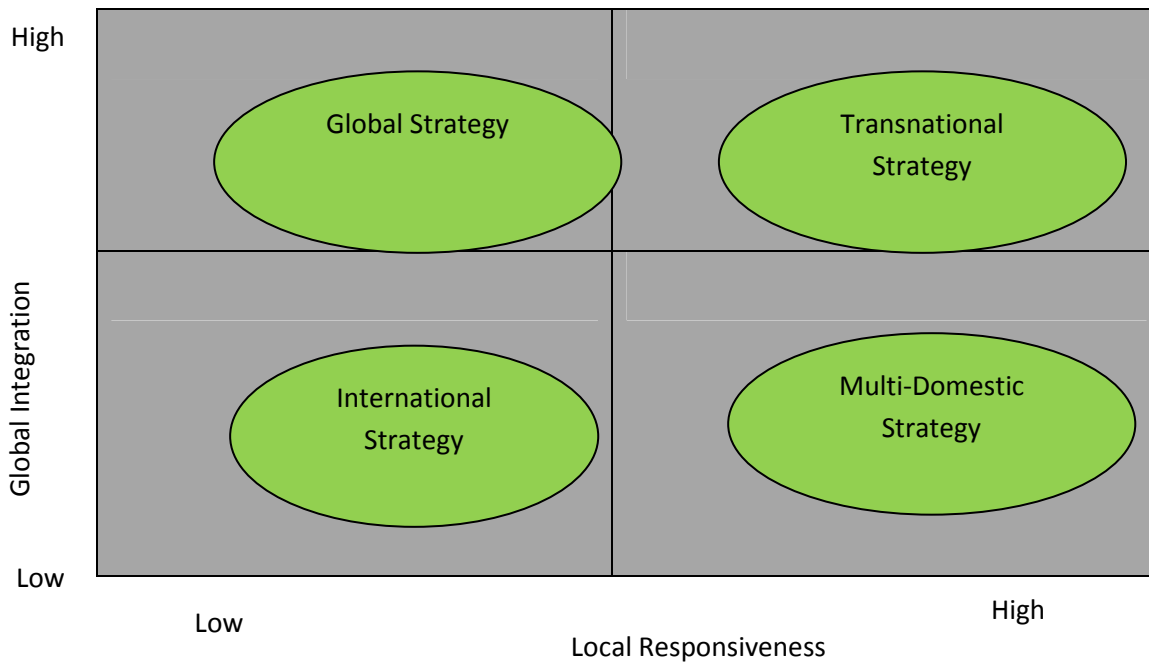 High
Global Strategy
Transnational
Strategy
Global Integration
International
Strategy
Multi-Domestic
Strategy
Low
Low
High
Local Responsiveness